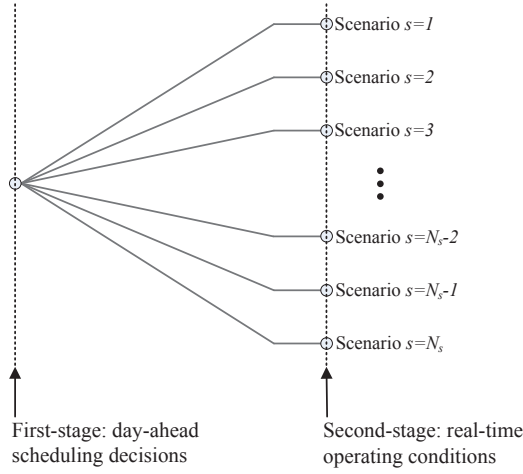 Scenario s=1
Scenario s=2
Scenario s=3
Scenario s=Nₛ-2
Scenario s=Nₛ-1
Scenario s=Nₛ
First-stage: day-ahead
scheduling decisions
Second-stage: real-time
operating conditions